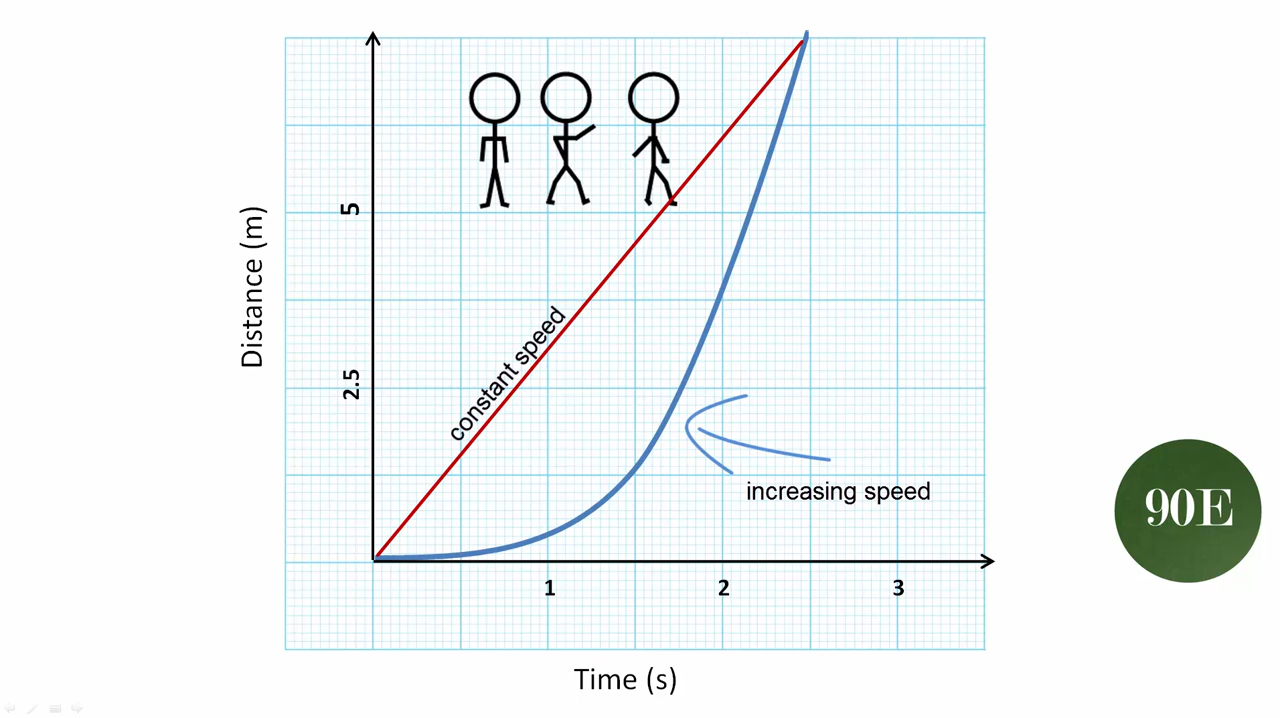 Distance (m)
5
2.5
constant speed
increasing speed
1
2
3
Time (s)
90E